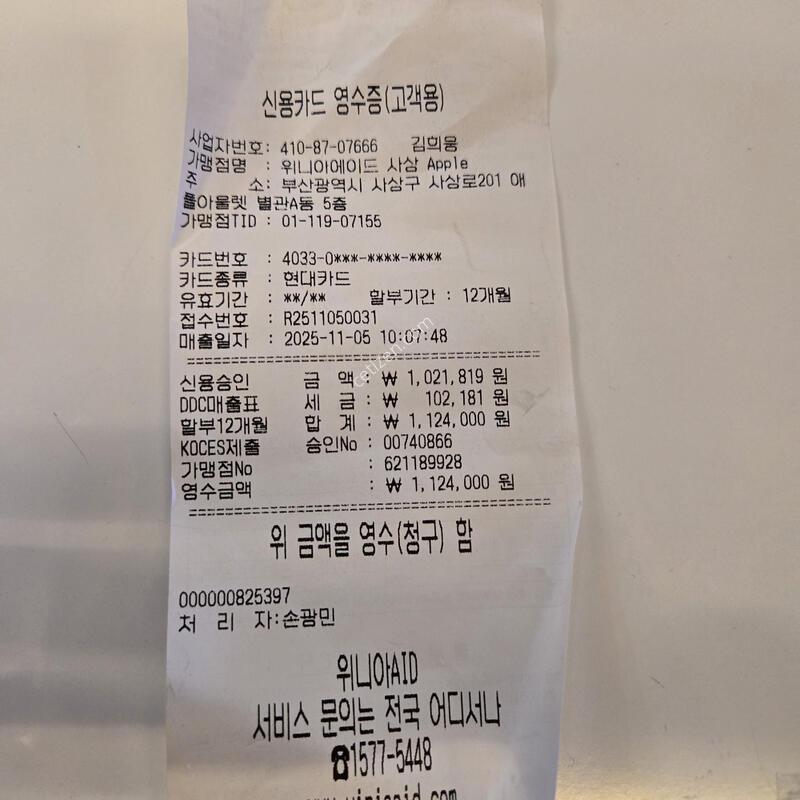 신용카드 영수증(고객용)
사업자번호: 410-87-07666 김희웅
가맹점명 : 위니아에이드 사상 Apple
주 소: 부산광역시 사상구 사상로201 애
플아울렛 별관A동 5층
가맹점TID : 01-119-07155
카드번호 : 4033-0***-****-****
카드종류 : 현대카드
유효기간 : **/** 할부기간 : 12개월
접수번호 : R2511050031
매출일자 : 2025-11-05 10:07:48
신용승인 금 액 : ₩ 1,021,819 원
DDC매출표 세 금 : ₩ 102,181 원
할부12개월 합 계 : ₩ 1,124,000 원
KOCES제출 승인No : 00740866
가맹점No : 621189928
영수금액 : ₩ 1,124,000 원
위 금액을 영수(청구) 함
000000825397
처 리 자:손광민
위니아AID
서비스 문의는 전국 어디서나
☎1577-5448
cetizen.com